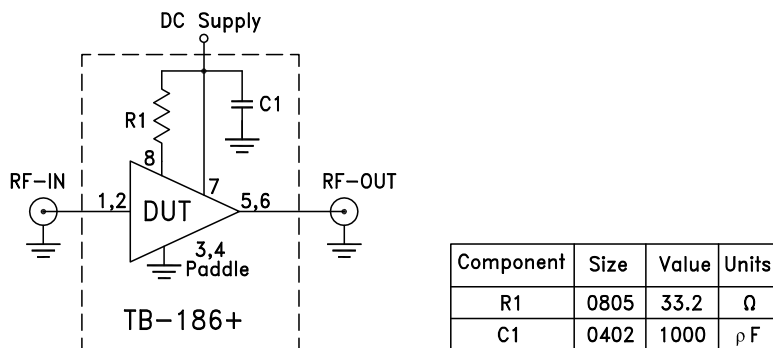 DC Supply
C1
R1
8
RF-IN
1,2
DUT
7
5,6
RF-OUT
3,4
Paddle
TB-186+
Component Size Value Units
R1 0805 33.2 Ω
C1 0402 1000 ρF